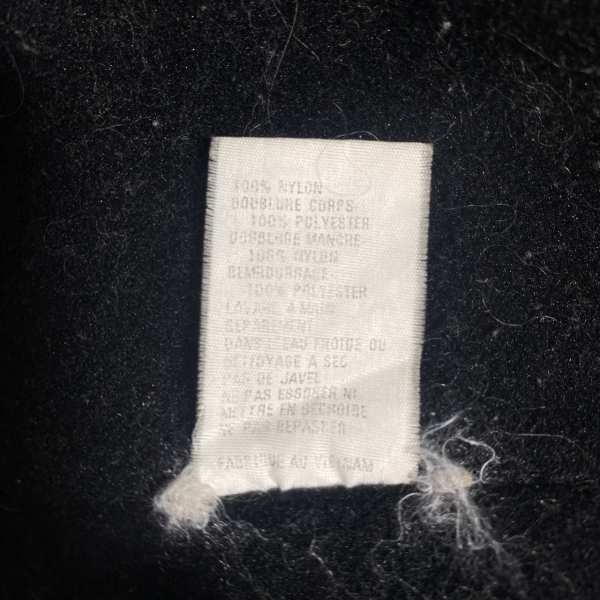 100% NYLON
DOUBLURE CORPS-
100% POLYESTER
DOUBLURE MANCHE-
100% NYLON
REMBOURRAGE-
100% POLYESTER
LAVAGE A MAIN
SEPAREMENT
DANS L'EAU FROIDE OU
NETTOYAGE A SEC
PAS DE JAVEL
NE PAS ESSORER NI
METTRE EN SECHOIRE
NE PAS REPASSER
FABRIQUE AU VIETNAM